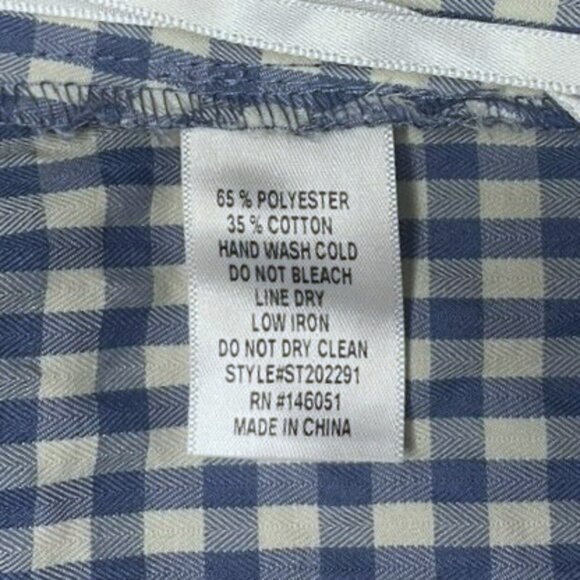 65 % POLYESTER
35 % COTTON
HAND WASH COLD
DO NOT BLEACH
LINE DRY
LOW IRON
DO NOT DRY CLEAN
STYLE#ST202291
RN #146051
MADE IN CHINA